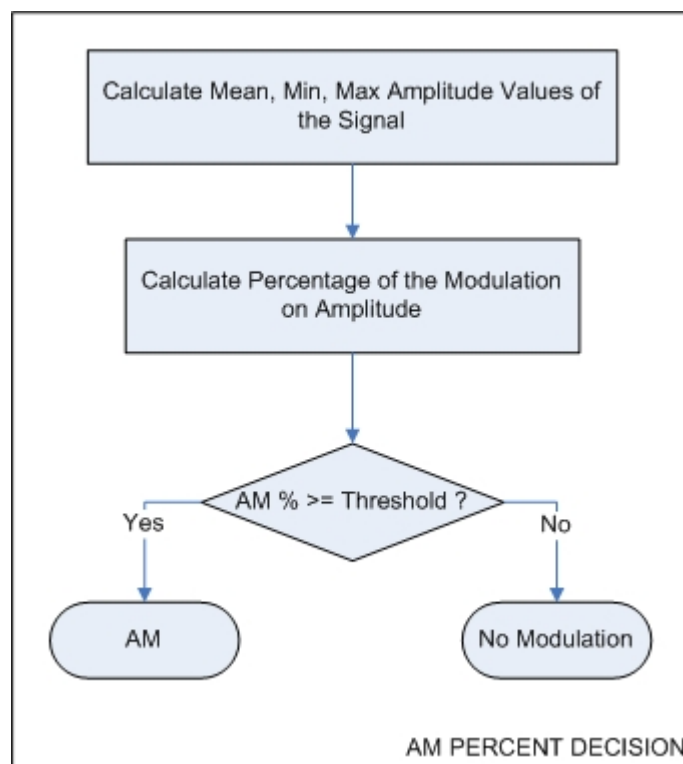 Calculate Mean, Min, Max Amplitude Values of
the Signal
Calculate Percentage of the Modulation
on Amplitude
AM % >= Threshold ?
Yes
No
AM
No Modulation
AM PERCENT DECISION